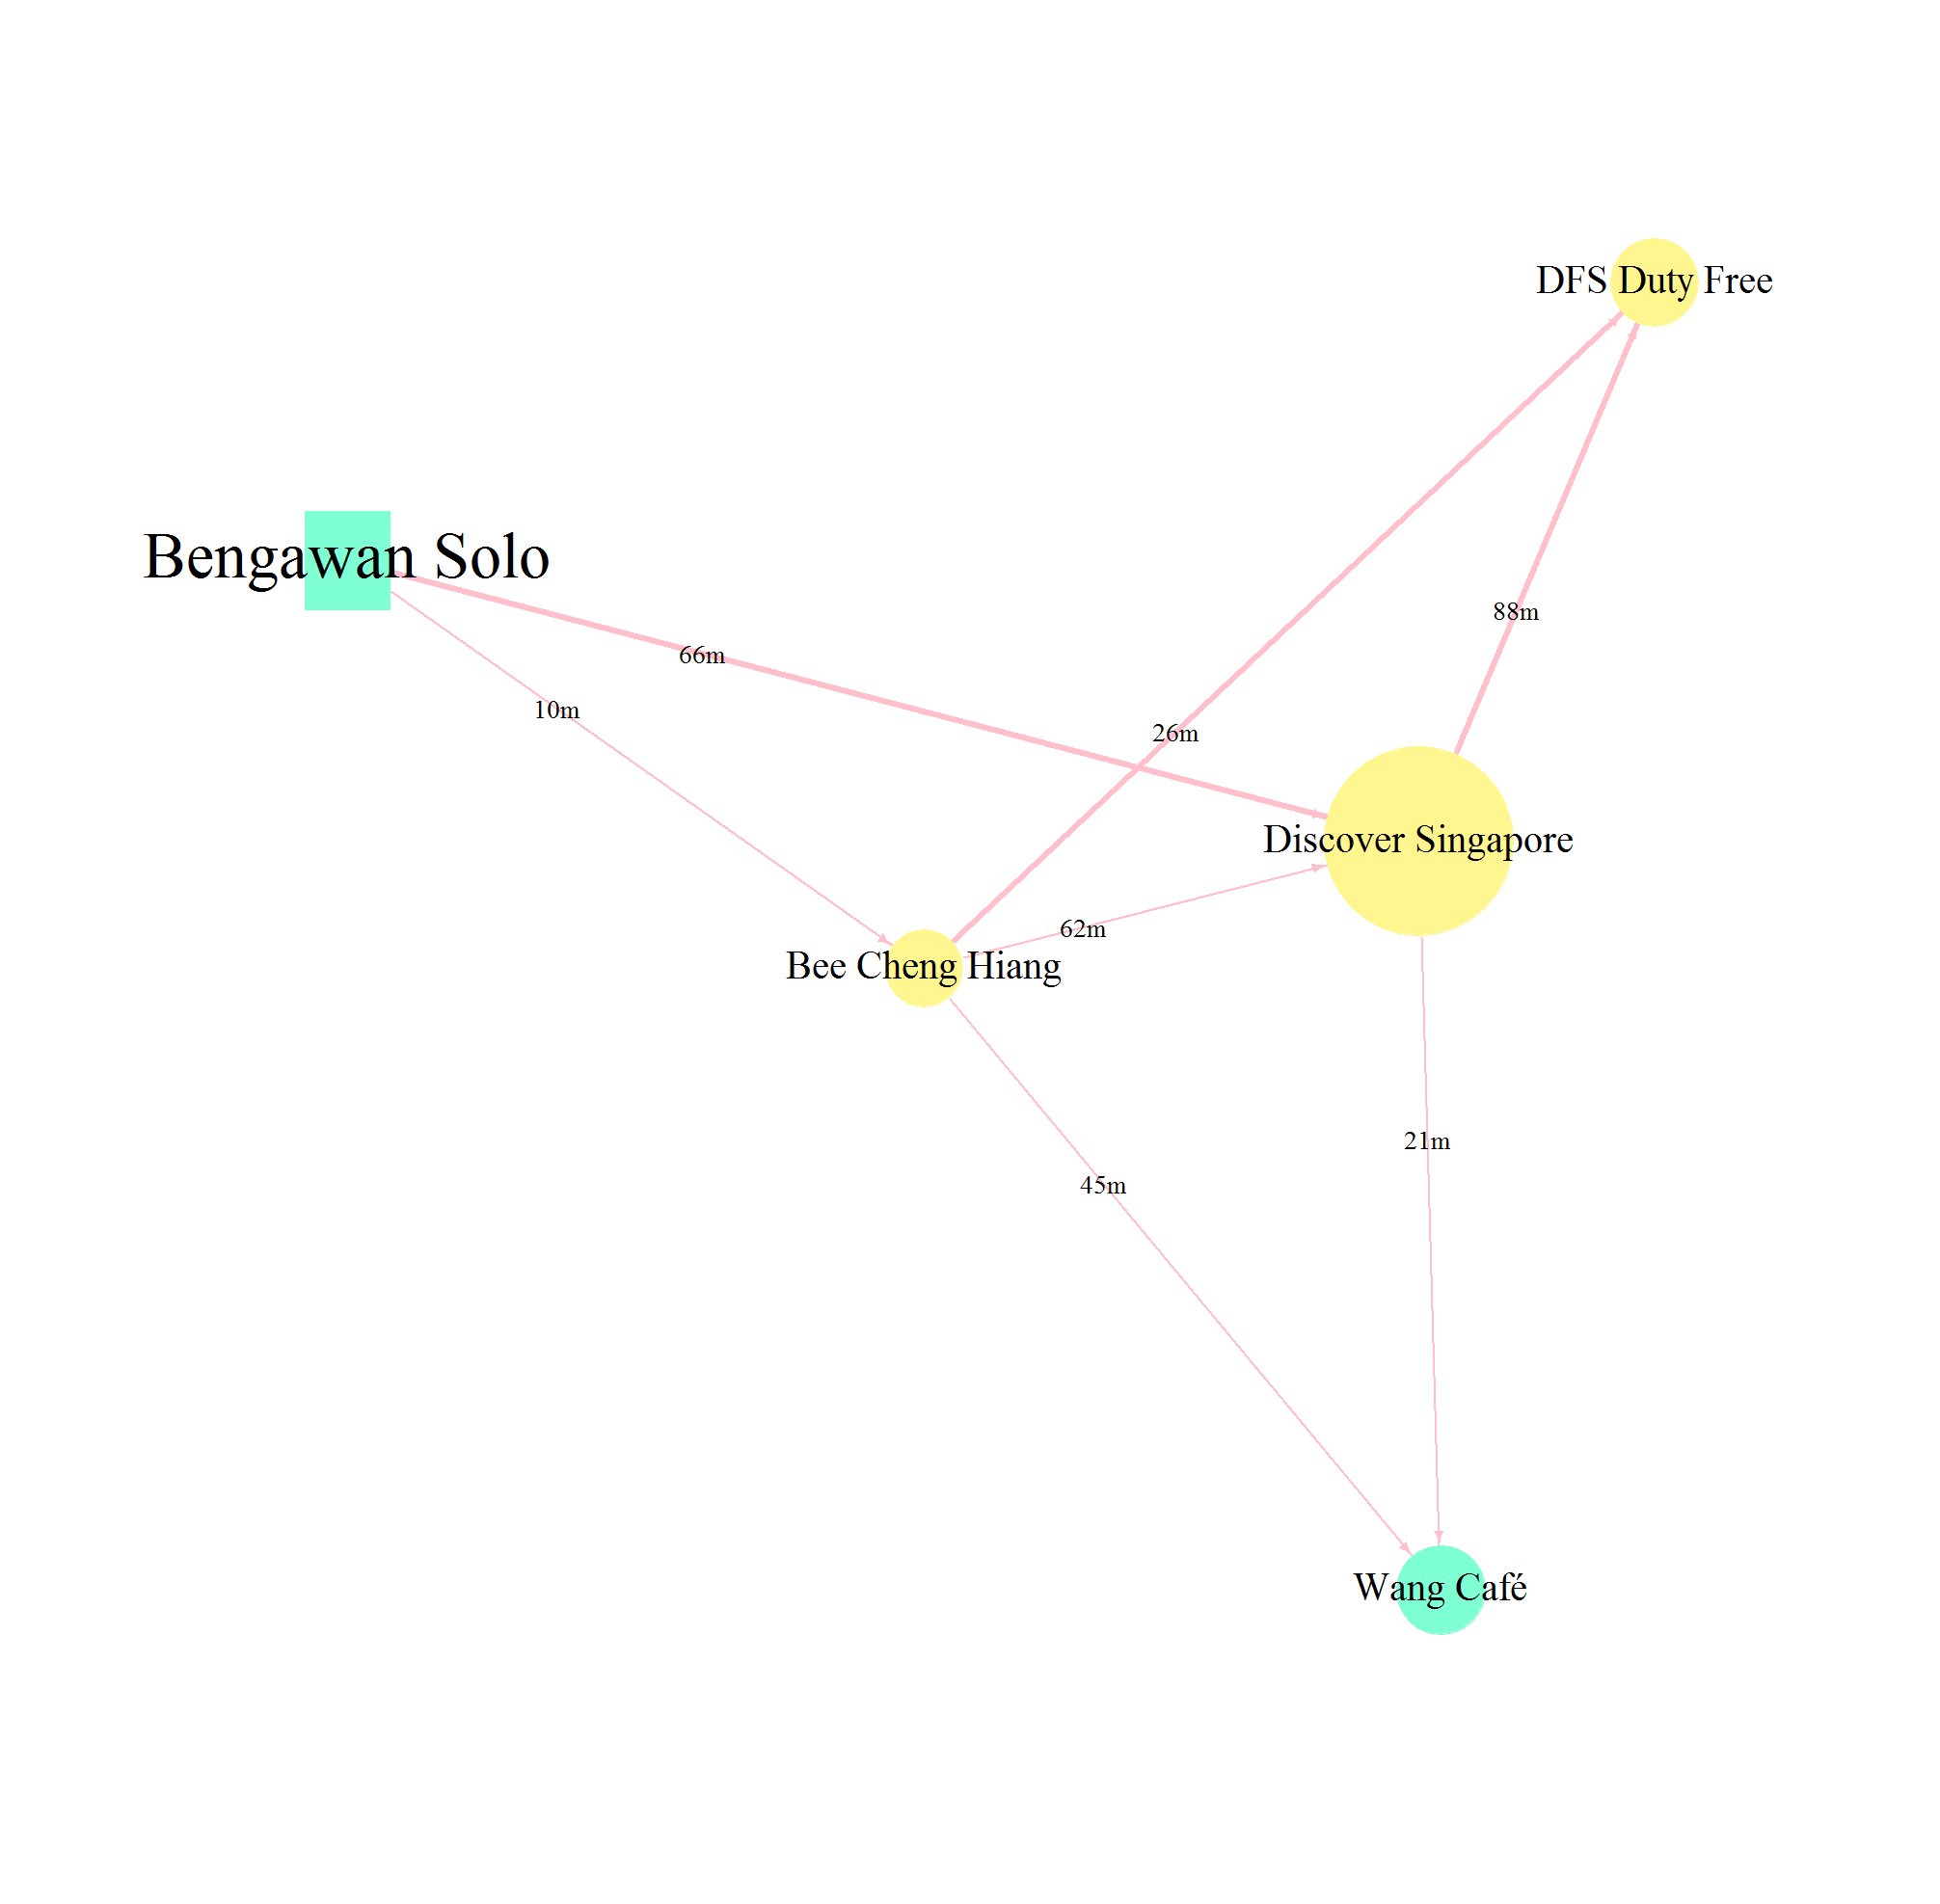 DFS Duty Free
Bengawan Solo
88m
66m
10m
26m
Discover Singapore
62m
Bee Cheng Hiang
21m
45m
Wang Café